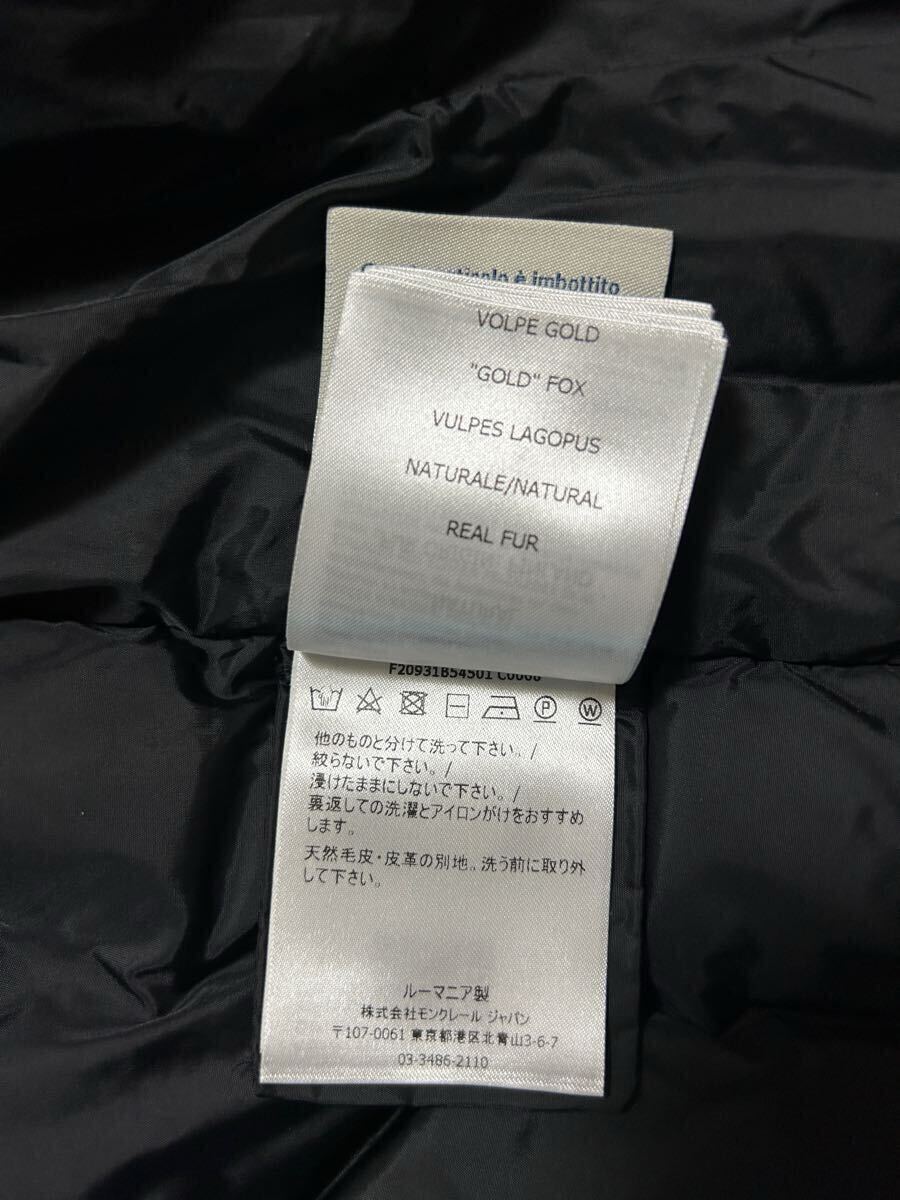 è imbottito
VOLPE GOLD
"GOLD" FOX
VULPES LAGOPUS
NATURALE/NATURAL
REAL FUR
F20931B54501 C0068
P
W
他のものと分けて洗って下さい。/
絞らないで下さい。/
浸けたままにしないで下さい。/
裏返しての洗濯とアイロンがけをおすすめ
します。
天然毛皮・皮革の別地。洗う前に取り外
して下さい。
ルーマニア製
株式会社モンクレール ジャパン
〒107-0061 東京都港区北青山3-6-7
03-3486-2110